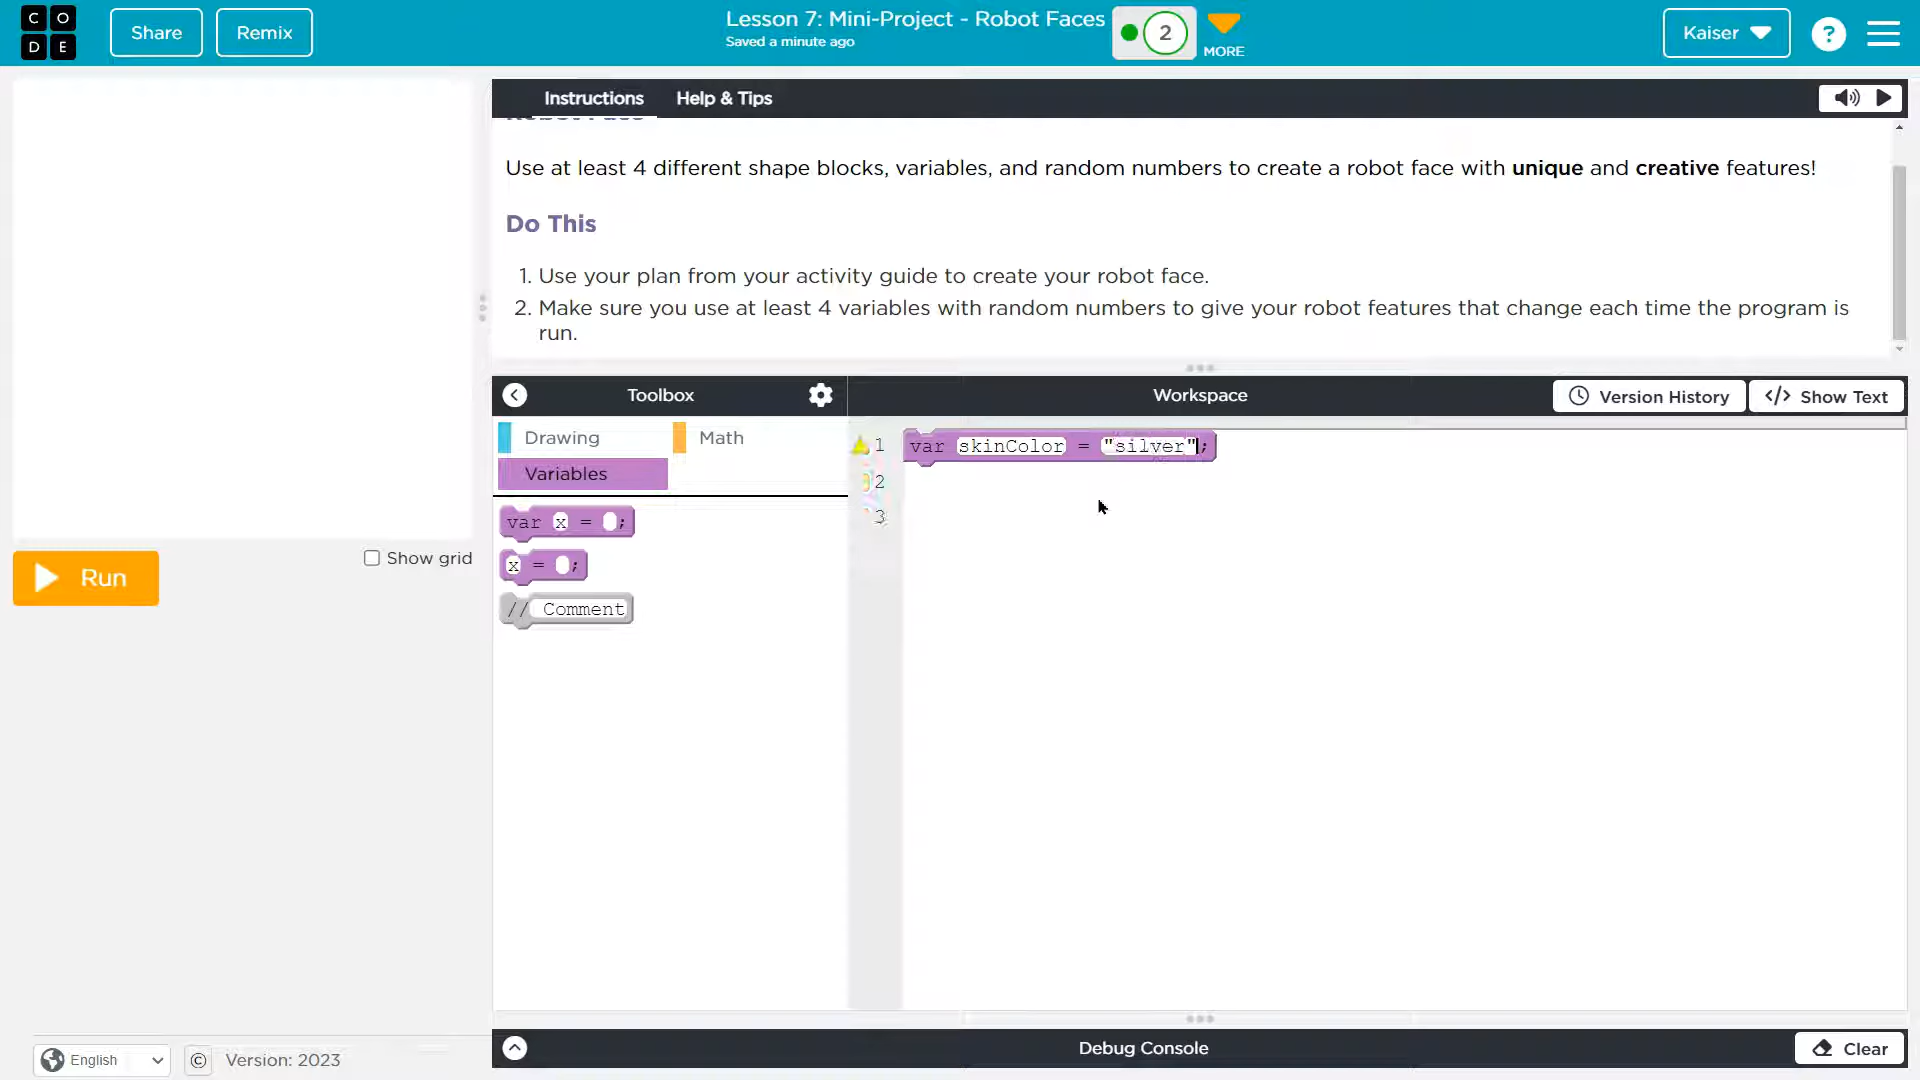 C O
D E
Share
Remix
Lesson 7: Mini-Project - Robot Faces
Saved a minute ago
2
MORE
Kaiser
?
Instructions
Help & Tips
Use at least 4 different shape blocks, variables, and random numbers to create a robot face with unique and creative features!
Do This
1. Use your plan from your activity guide to create your robot face.
2. Make sure you use at least 4 variables with random numbers to give your robot features that change each time the program is
run.
Toolbox
Workspace
Version History
</> Show Text
Drawing
Math
Variables
var x = ;
x = ;
// Comment
1
var skinColor = "silver";
2
3
Run
Show grid
English
© Version: 2023
Debug Console
Clear